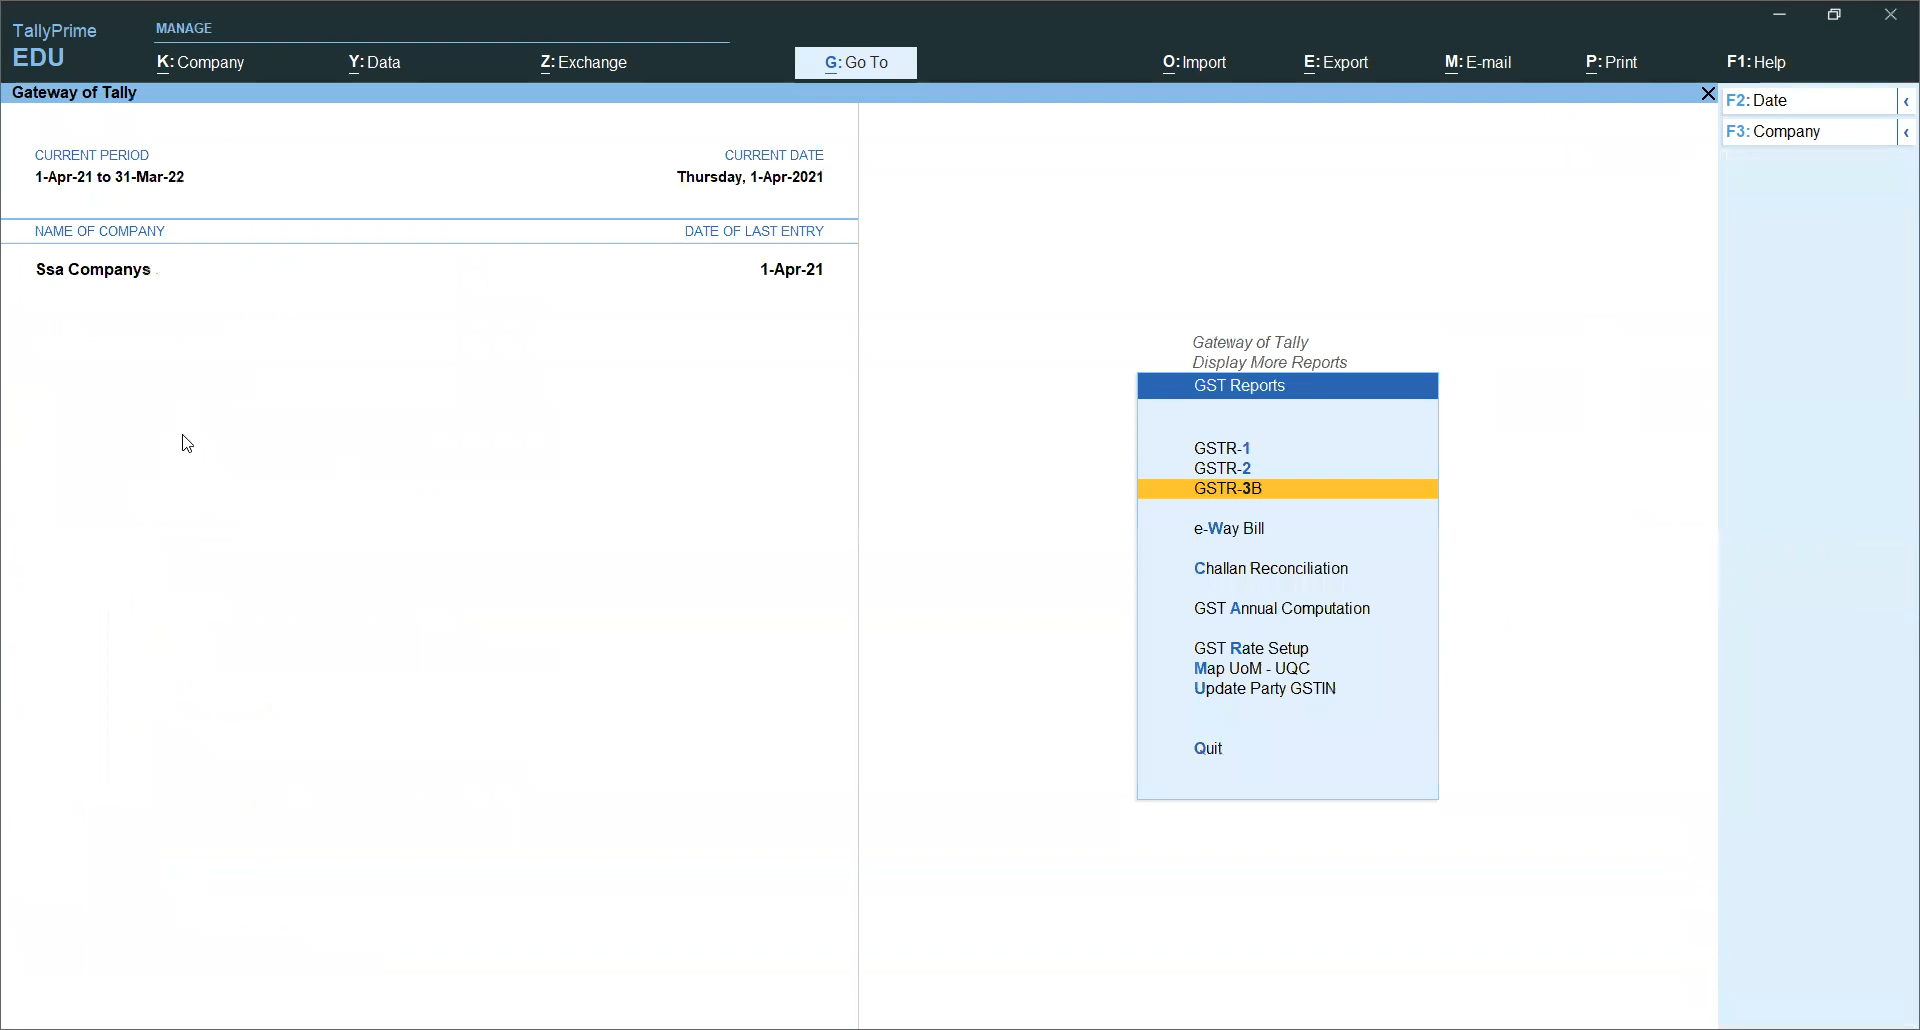 TallyPrime
EDU
MANAGE
K: Company
Y: Data
Z: Exchange
G: Go To
O: Import
E: Export
M: E-mail
P: Print
F1: Help
Gateway of Tally
F2: Date
F3: Company
CURRENT PERIOD
CURRENT DATE
1-Apr-21 to 31-Mar-22
Thursday, 1-Apr-2021
NAME OF COMPANY
DATE OF LAST ENTRY
Ssa Companys
1-Apr-21
Gateway of Tally
Display More Reports
GST Reports
GSTR-1
GSTR-2
GSTR-3B
e-Way Bill
Challan Reconciliation
GST Annual Computation
GST Rate Setup
Map UoM - UQC
Update Party GSTIN
Quit